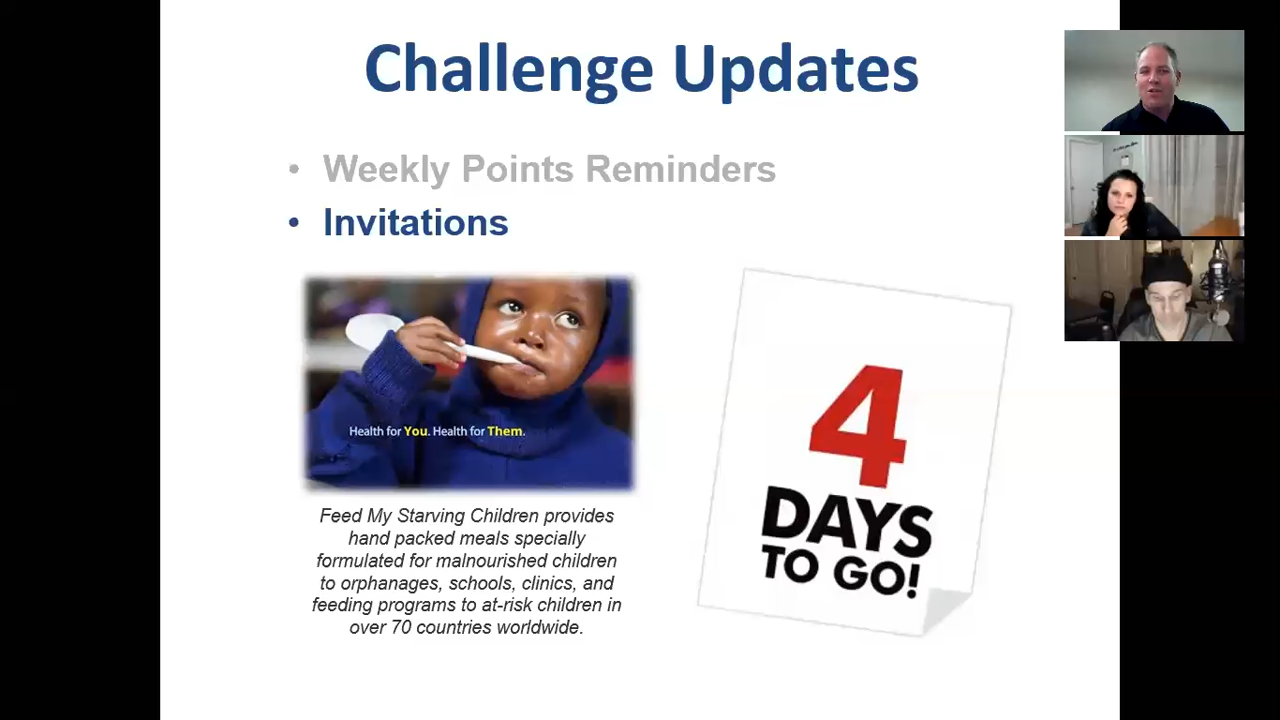 Challenge Updates
• Weekly Points Reminders
• Invitations
Health for You. Health for Them.
Feed My Starving Children provides
hand packed meals specially
formulated for malnourished children
to orphanages, schools, clinics, and
feeding programs to at-risk children in
over 70 countries worldwide.
4
DAYS
TO GO!